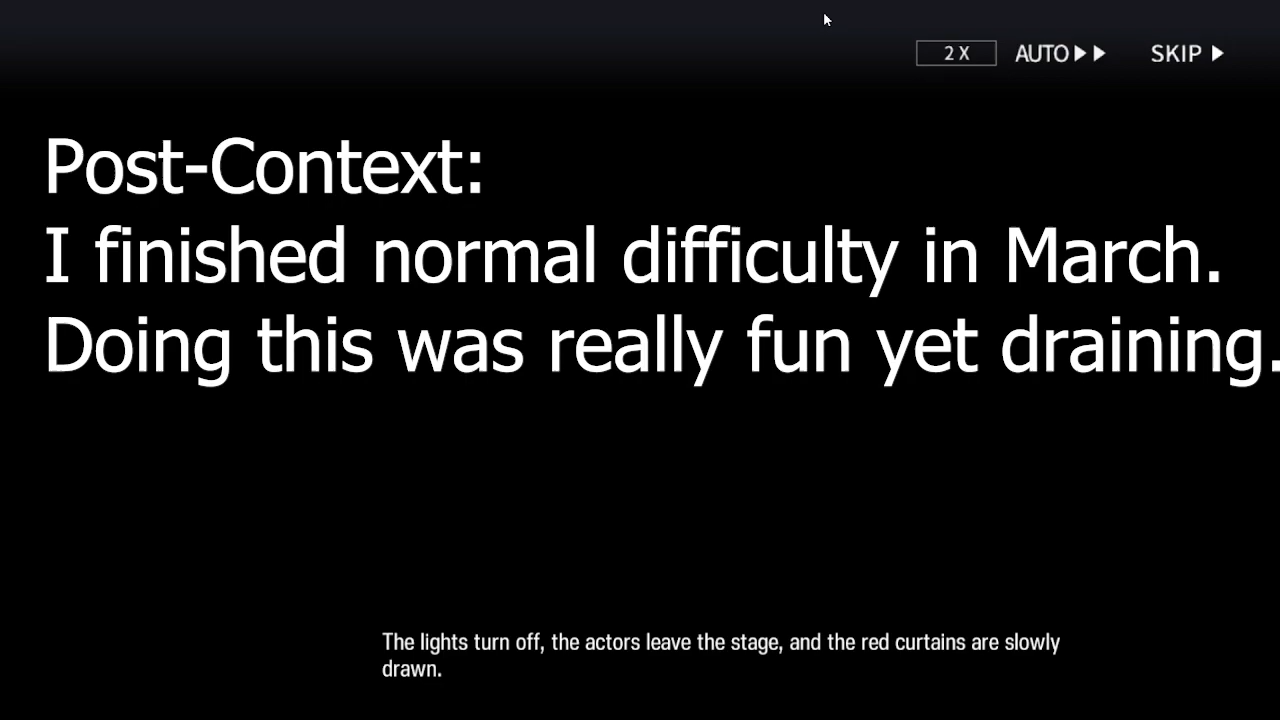 2 X AUTO SKIP
Post-Context:
I finished normal difficulty in March.
Doing this was really fun yet draining.
The lights turn off, the actors leave the stage, and the red curtains are slowly
drawn.